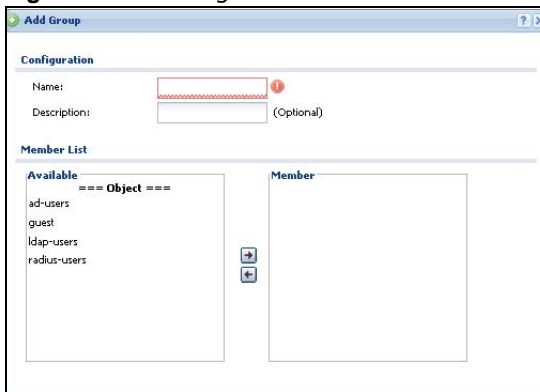 Add Group
?
Configuration
Name:
Description:
(Optional)
Member List
Available
Member
=== Object ===
ad-users
guest
ldap-users
radius-users